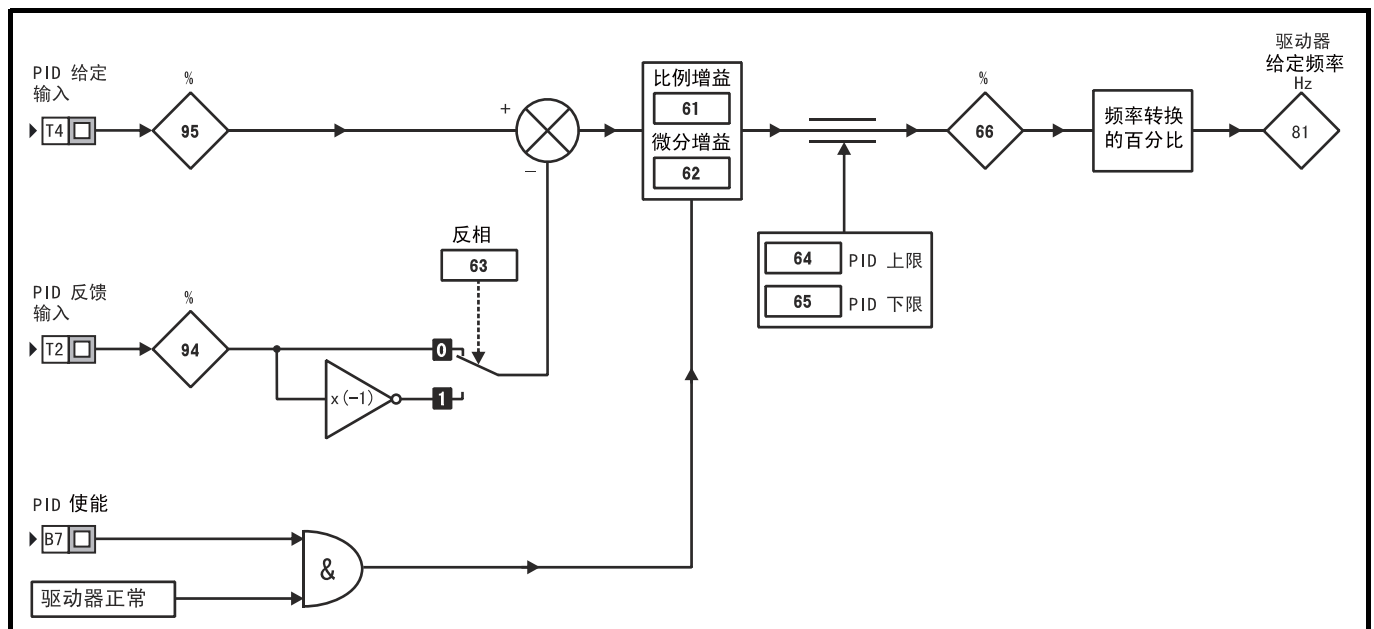 驱动器
给定频率
Hz
PID 给定
输入
%
T4
95
+
−
比例增益
61
微分增益
62
%
66
频率转换
的百分比
81
反相
63
64 PID 上限
65 PID 下限
PID 反馈
输入
%
T2
94
0
x(-1)
1
PID 使能
B7
&
驱动器正常